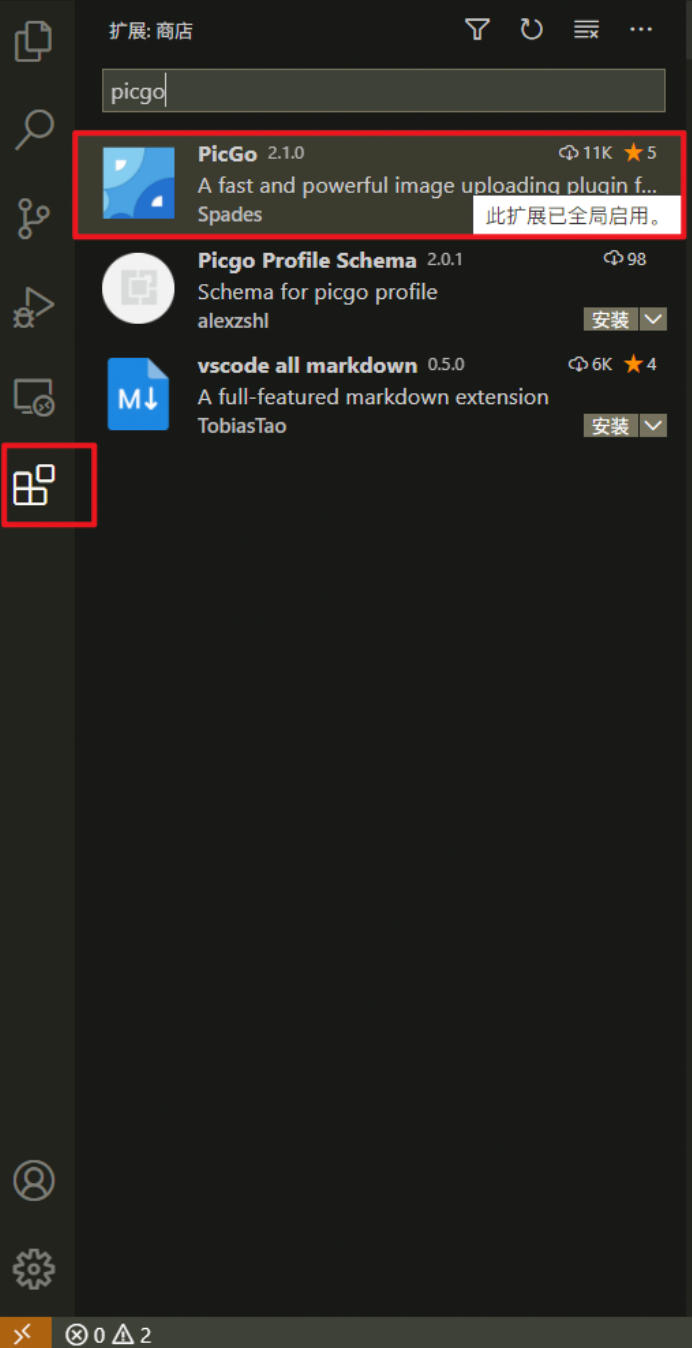 扩展: 商店
picgo
PicGo 2.1.0 11K 5
A fast and powerful image uploading plugin f...
Spades
此扩展已全局启用。
Picgo Profile Schema 2.0.1 98
Schema for picgo profile
alexzshl 安装
vscode all markdown 0.5.0 6K 4
M↓
A full-featured markdown extension
TobiasTao 安装
0 2